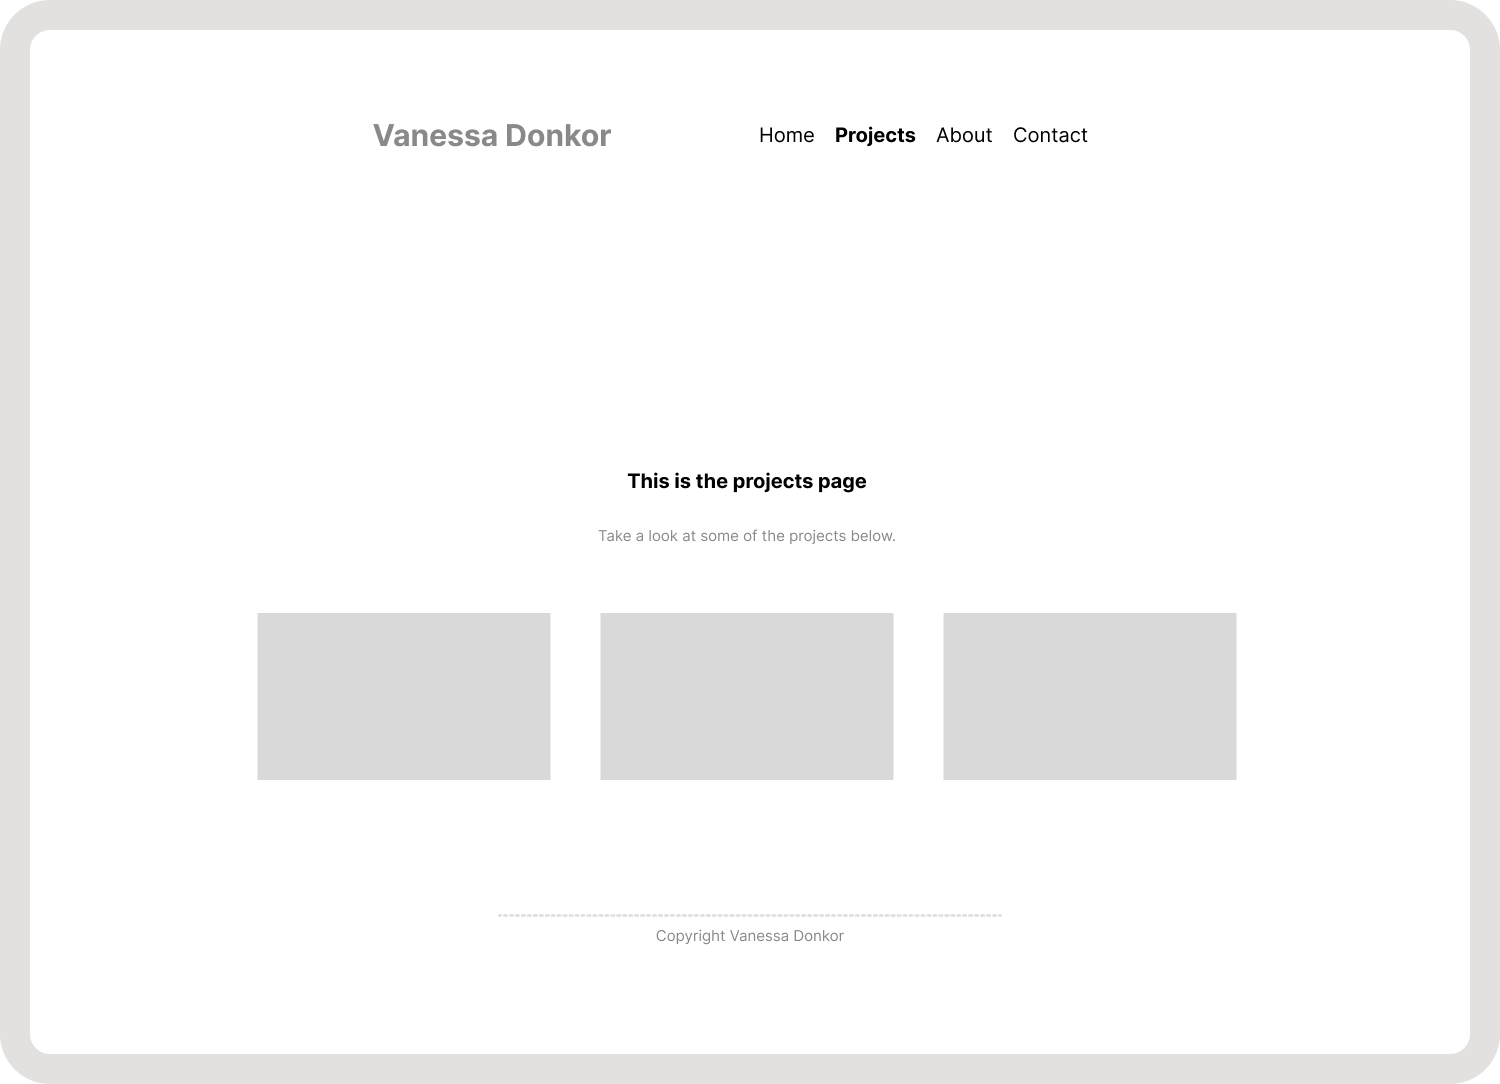 Vanessa Donkor
Home Projects About Contact
This is the projects page
Take a look at some of the projects below.
Copyright Vanessa Donkor